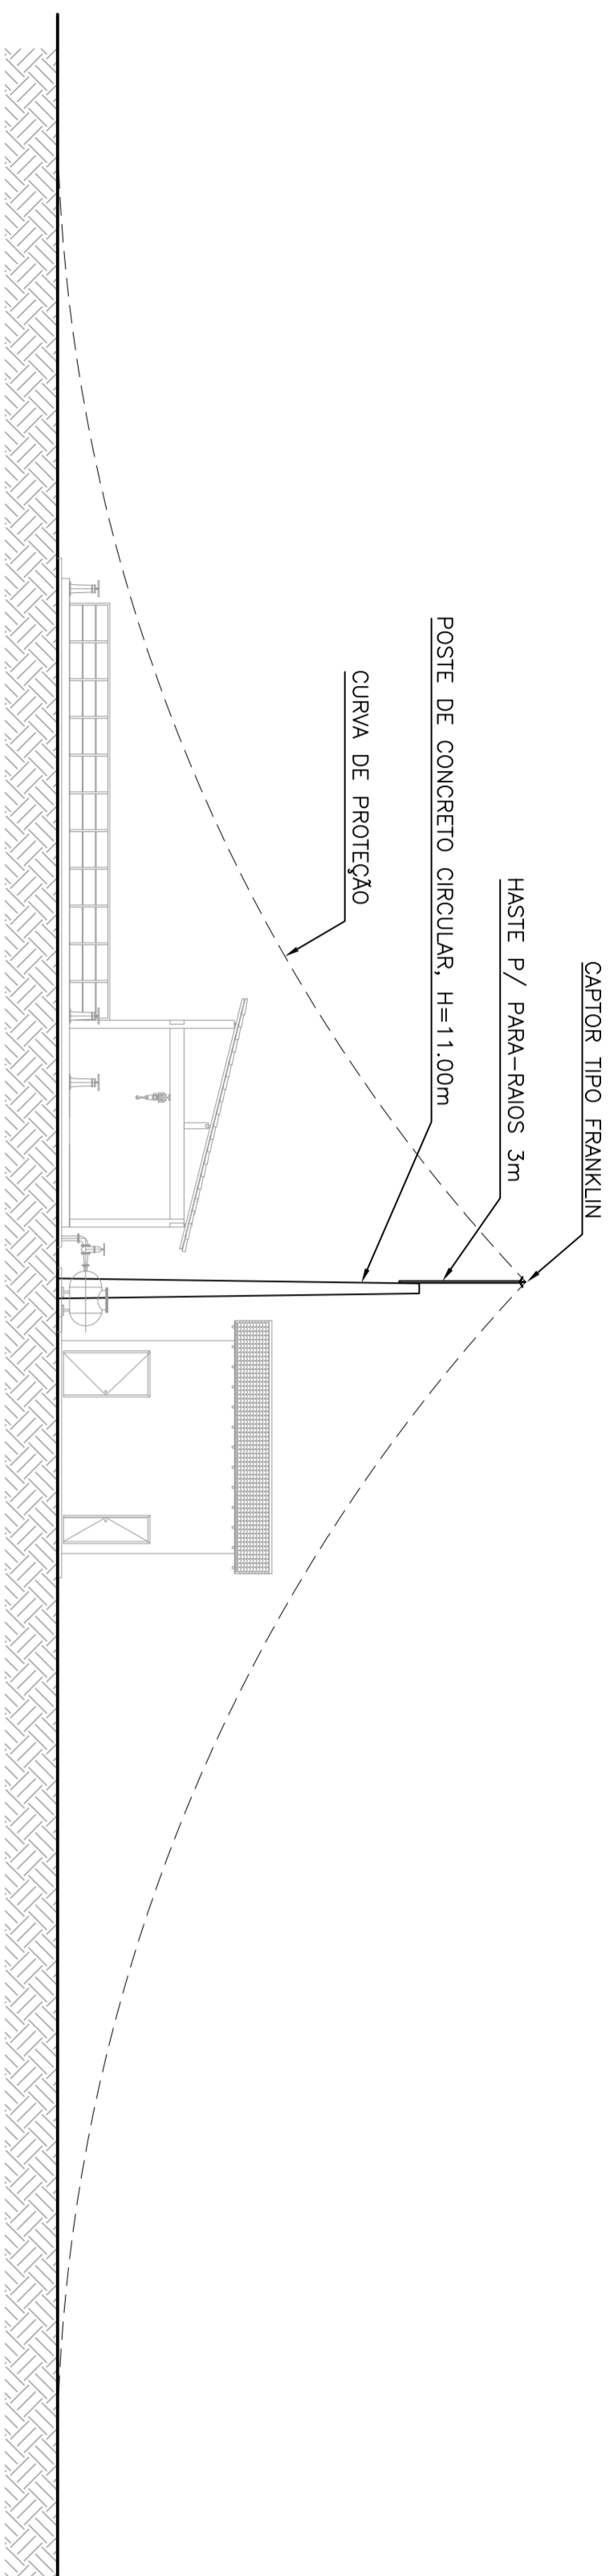 CAPTOR TIPO FRANKLIN
HASTE P/ PARA-RAIOS 3m
POSTE DE CONCRETO CIRCULAR, H=11.00m
CURVA DE PROTEÇÃO